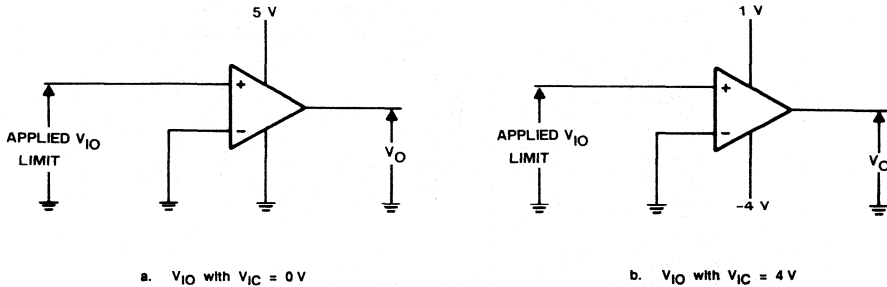 5 V
+
−
APPLIED VIO
LIMIT
VO
a. VIO with VIC = 0 V
1 V
+
−
APPLIED VIO
LIMIT
VO
−4 V
b. VIO with VIC = 4 V